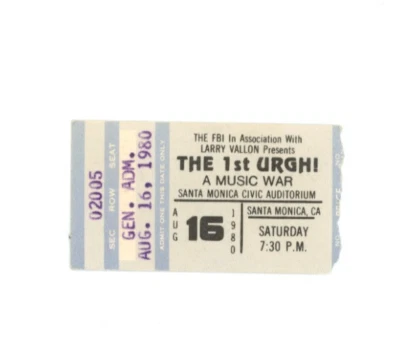 02005
SEC ROW SEAT
GEN. ADM.
AUG. 16, 1980
ADMIT ONE THIS DATE ONLY
THE FBI In Association With
LARRY VALLON Presents
THE 1st URGH!
A MUSIC WAR
SANTA MONICA CIVIC AUDITORIUM
AUG
16
1980
SANTA MONICA, CA
SATURDAY
7:30 P.M.